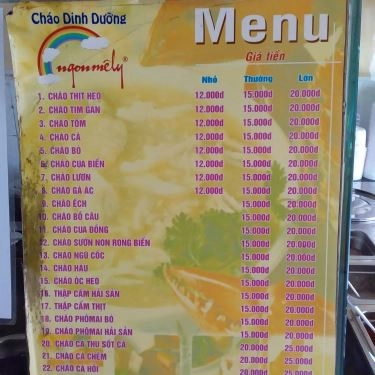 Cháo Dinh Dưỡng
ngonmêly®
Menu
Giá tiền
Nhỏ Thường Lớn
1. CHÁO THỊT HEO 12.000đ 15.000đ 20.000đ
2. CHÁO TIM GAN 12.000đ 15.000đ 20.000đ
3. CHÁO TÔM 12.000đ 15.000đ 20.000đ
4. CHÁO CÁ 12.000đ 15.000đ 20.000đ
5. CHÁO BÒ 12.000đ 15.000đ 20.000đ
6. CHÁO CUA BIỂN 12.000đ 15.000đ 20.000đ
7. CHÁO LƯƠN 12.000đ 15.000đ 20.000đ
8. CHÁO GÀ ÁC 12.000đ 15.000đ 20.000đ
9. CHÁO ẾCH 15.000đ 20.000đ
10. CHÁO BỒ CÂU 15.000đ 20.000đ
11. CHÁO CUA ĐỒNG 15.000đ 20.000đ
12. CHÁO SƯỜN NON RONG BIỂN 15.000đ 20.000đ
13. CHÁO NGŨ CỐC 15.000đ 20.000đ
14. CHÁO HÀU 15.000đ 20.000đ
15. CHÁO ÓC HEO 15.000đ 20.000đ
16. THẬP CẨM HẢI SẢN 15.000đ 20.000đ
17. THẬP CẨM THỊT 15.000đ 20.000đ
18. CHÁO PHÔMAI BÒ 15.000đ 20.000đ
19. CHÁO PHÔMAI HẢI SẢN 15.000đ 20.000đ
20. CHÁO CÁ THU SỐT CÀ 20.000đ 25.000đ
21. CHÁO CÁ CHẼM 20.000đ 25.000đ
22. CHÁO CÁ HỒI 20.000đ 25.000đ